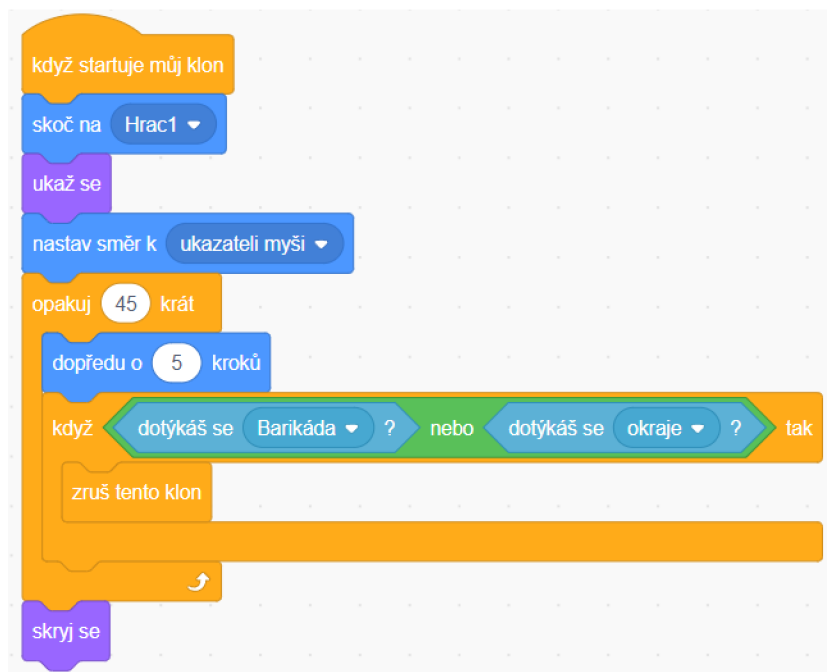 když startuje můj klon
skoč na Hrac1
ukaž se
nastav směr k ukazateli myši
opakuj 45 krát
dopředu o 5 kroků
když dotýkáš se Barikáda ? nebo dotýkáš se okraje ? tak
zruš tento klon
skryj se